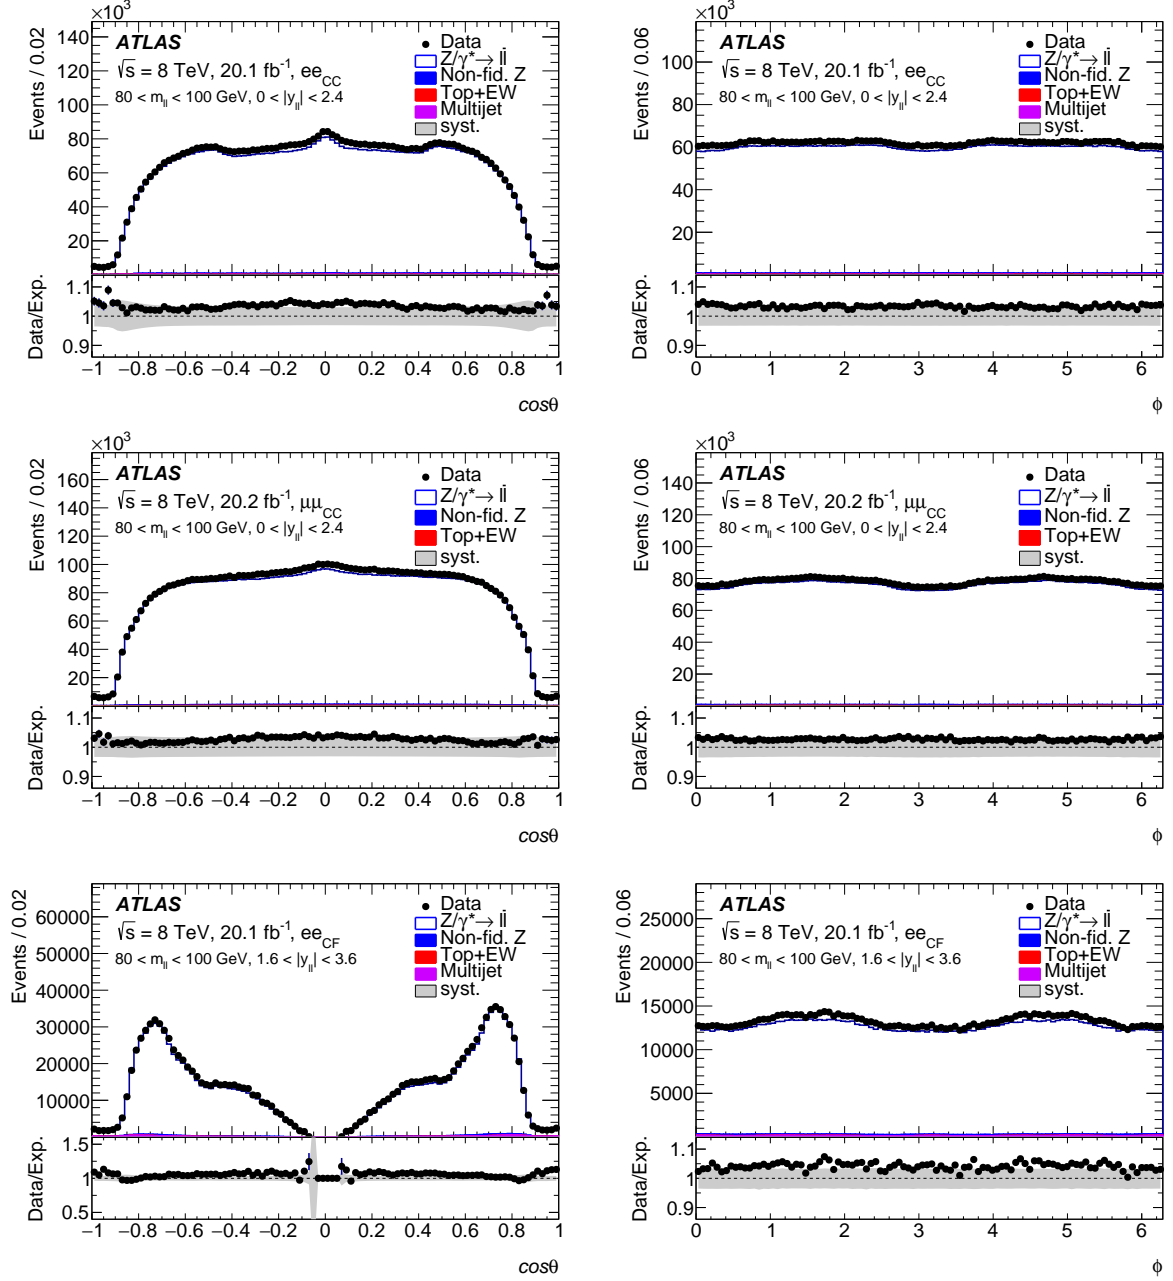 ×10³
140
120
100
80
60
40
20
Events / 0.02
ATLAS
√s = 8 TeV, 20.1 fb⁻¹, ee_CC
80 < m_ll < 100 GeV, 0 < |y_ll| < 2.4
Data
Z/γ*→ ll̄
Non-fid. Z
Top+EW
Multijet
syst.
1.1
1
0.9
Data/Exp.
−1 −0.8 −0.6 −0.4 −0.2 0 0.2 0.4 0.6 0.8 1
cosθ
×10³
100
80
60
40
20
Events / 0.06
ATLAS
√s = 8 TeV, 20.1 fb⁻¹, ee_CC
80 < m_ll < 100 GeV, 0 < |y_ll| < 2.4
Data
Z/γ*→ ll̄
Non-fid. Z
Top+EW
Multijet
syst.
1.1
1
0.9
Data/Exp.
0 1 2 3 4 5 6
ϕ
×10³
160
140
120
100
80
60
40
20
Events / 0.02
ATLAS
√s = 8 TeV, 20.2 fb⁻¹, μμ_CC
80 < m_ll < 100 GeV, 0 < |y_ll| < 2.4
Data
Z/γ*→ ll̄
Non-fid. Z
Top+EW
syst.
1.1
1
0.9
Data/Exp.
−1 −0.8 −0.6 −0.4 −0.2 0 0.2 0.4 0.6 0.8 1
cosθ
×10³
140
120
100
80
60
40
20
Events / 0.06
ATLAS
√s = 8 TeV, 20.2 fb⁻¹, μμ_CC
80 < m_ll < 100 GeV, 0 < |y_ll| < 2.4
Data
Z/γ*→ ll̄
Non-fid. Z
Top+EW
syst.
1.1
1
0.9
Data/Exp.
0 1 2 3 4 5 6
ϕ
60000
50000
40000
30000
20000
10000
Events / 0.02
ATLAS
√s = 8 TeV, 20.1 fb⁻¹, ee_CF
80 < m_ll < 100 GeV, 1.6 < |y_ll| < 3.6
Data
Z/γ*→ ll̄
Non-fid. Z
Top+EW
Multijet
syst.
1.5
1
0.5
Data/Exp.
−1 −0.8 −0.6 −0.4 −0.2 0 0.2 0.4 0.6 0.8 1
cosθ
25000
20000
15000
10000
5000
Events / 0.06
ATLAS
√s = 8 TeV, 20.1 fb⁻¹, ee_CF
80 < m_ll < 100 GeV, 1.6 < |y_ll| < 3.6
Data
Z/γ*→ ll̄
Non-fid. Z
Top+EW
Multijet
syst.
1.1
1
0.9
Data/Exp.
0 1 2 3 4 5 6
ϕ